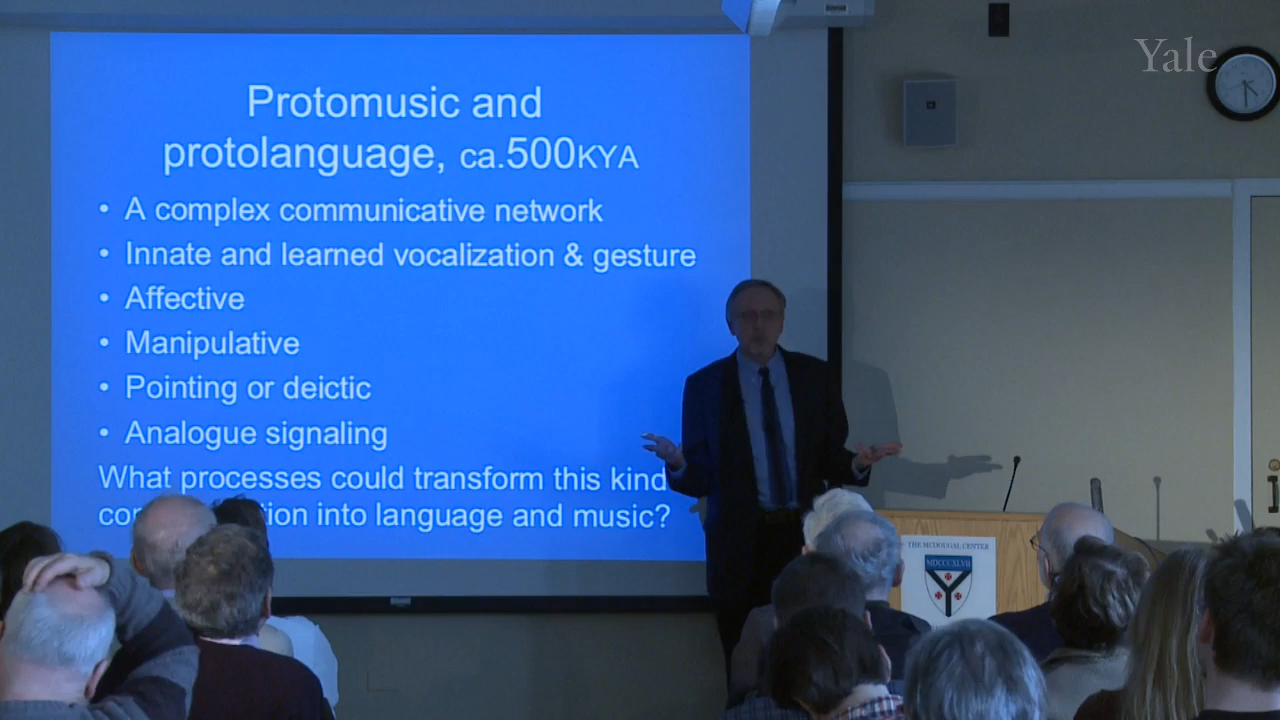 Protomusic and
protolanguage, ca.500KYA
• A complex communicative network
• Innate and learned vocalization & gesture
• Affective
• Manipulative
• Pointing or deictic
• Analogue signaling
What processes could transform this kind
into language and music?
Yale
THE MCDOUGAL CENTER
MDCCCXLVII